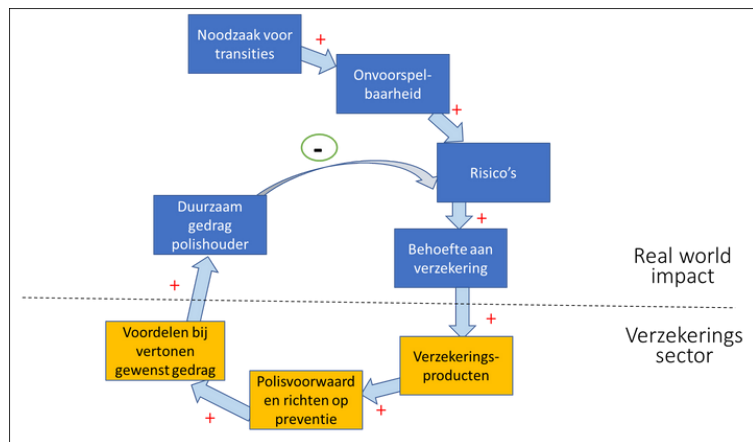 Noodzaak voor
transities
+
Onvoorspel-
baarheid
+
-
Risico's
Duurzaam
gedrag
polishouder
+
Behoefte aan
verzekering
Real world
impact
+
+
Voordelen bij
vertonen
gewenst gedrag
Verzekerings
sector
Verzekerings-
producten
Polisvoorwaard
en richten op
preventie
+
+